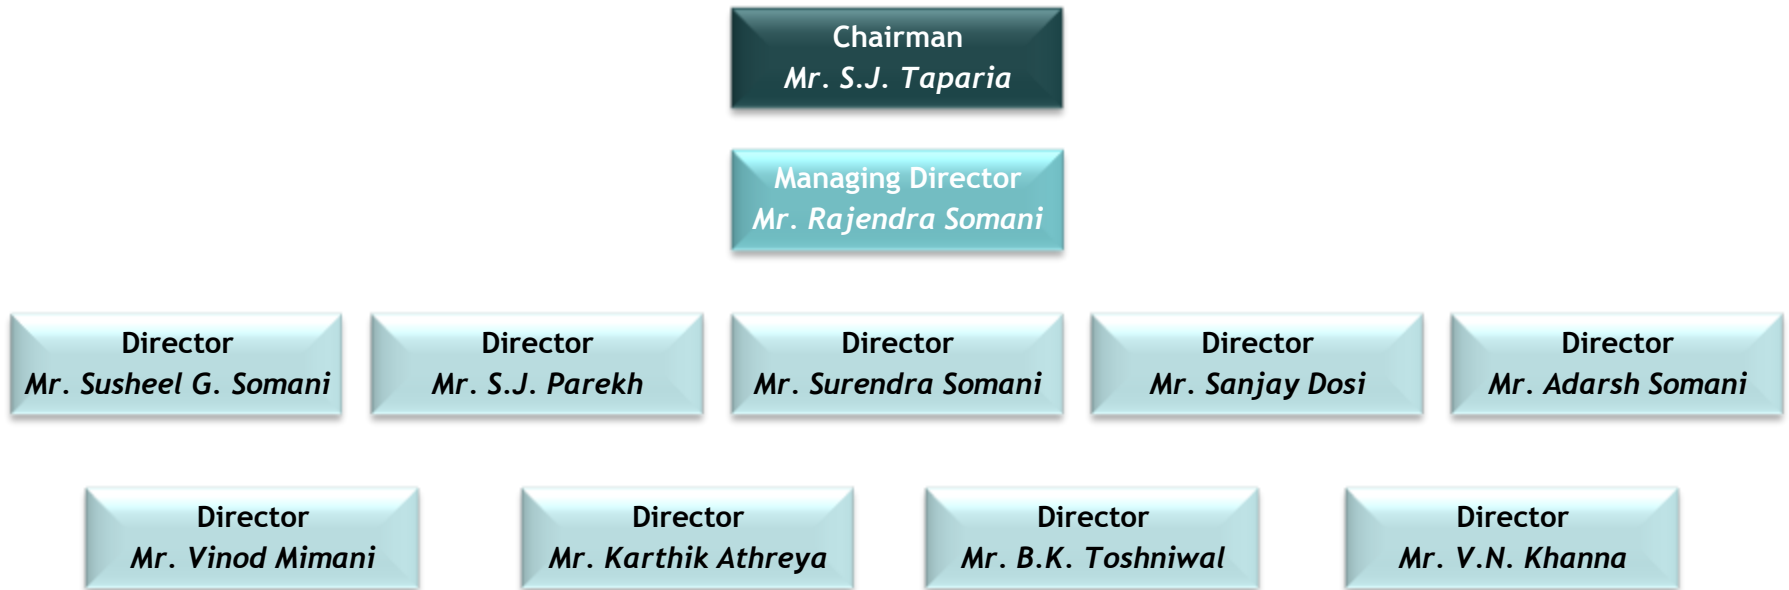 Chairman
Mr. S.J. Taparia
Managing Director
Mr. Rajendra Somani
Director
Mr. Susheel G. Somani
Director
Mr. S.J. Parekh
Director
Mr. Surendra Somani
Director
Mr. Sanjay Dosi
Director
Mr. Adarsh Somani
Director
Mr. Vinod Mimani
Director
Mr. Karthik Athreya
Director
Mr. B.K. Toshniwal
Director
Mr. V.N. Khanna